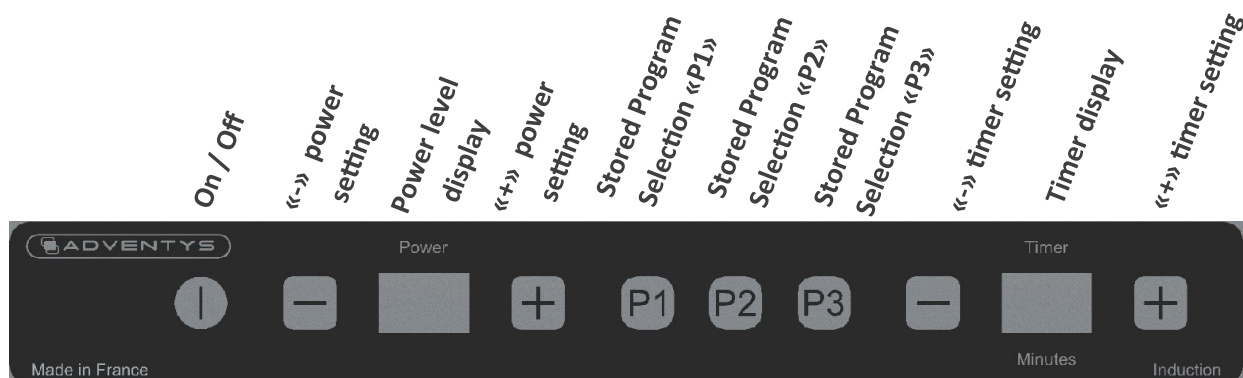 On / Off
«-» power
setting
Power level
display
«+» power
setting
Stored Program
Selection «P1»
Stored Program
Selection «P2»
Stored Program
Selection «P3»
«-» timer setting
Timer display
«+» timer setting
ADVENTYS
Power
Timer
P1 P2 P3
Minutes
Made in France
Induction